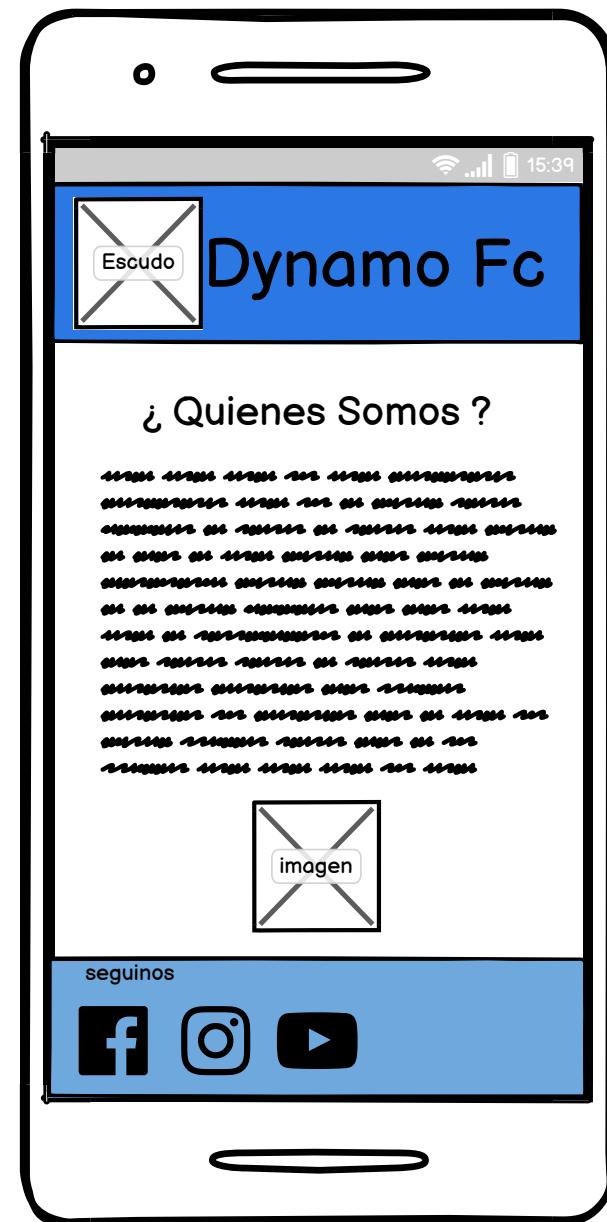 15:39
Escudo
Dynamo Fc
¿ Quienes Somos ?
imagen
seguinos